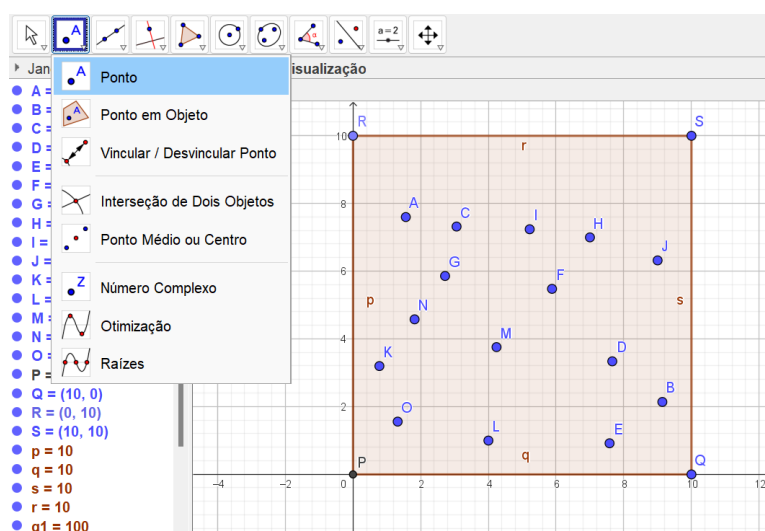 A
α
a=2
Jan
isualização
Ponto
Ponto em Objeto
Vincular / Desvincular Ponto
Interseção de Dois Objetos
Ponto Médio ou Centro
Número Complexo
Otimização
Raízes
A
A
Z
A =
B =
C =
D =
E =
F =
G =
H =
I =
J =
K =
L =
M =
N =
O =
P =
Q = (10, 0)
R = (0, 10)
S = (10, 10)
p = 10
q = 10
s = 10
r = 10
q1 = 100
R
S
10
r
8
A
C
I
H
J
6
G
F
p
s
N
4
M
D
K
B
2
O
L
E
q
P
Q
–4
–2
0
2
4
6
8
10
12